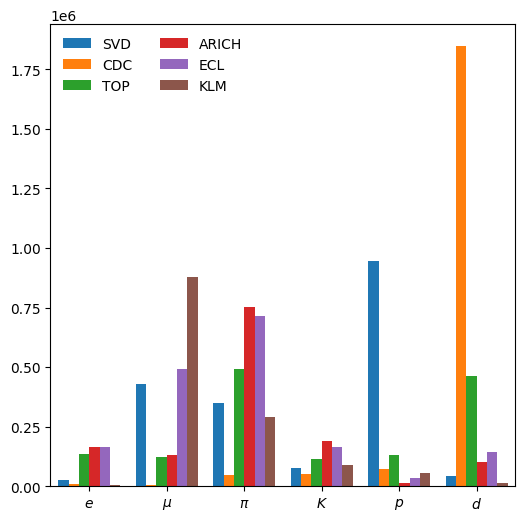 1e6
SVD ARICH
CDC ECL
TOP KLM
1.75
1.50
1.25
1.00
0.75
0.50
0.25
0.00
e μ π K p d